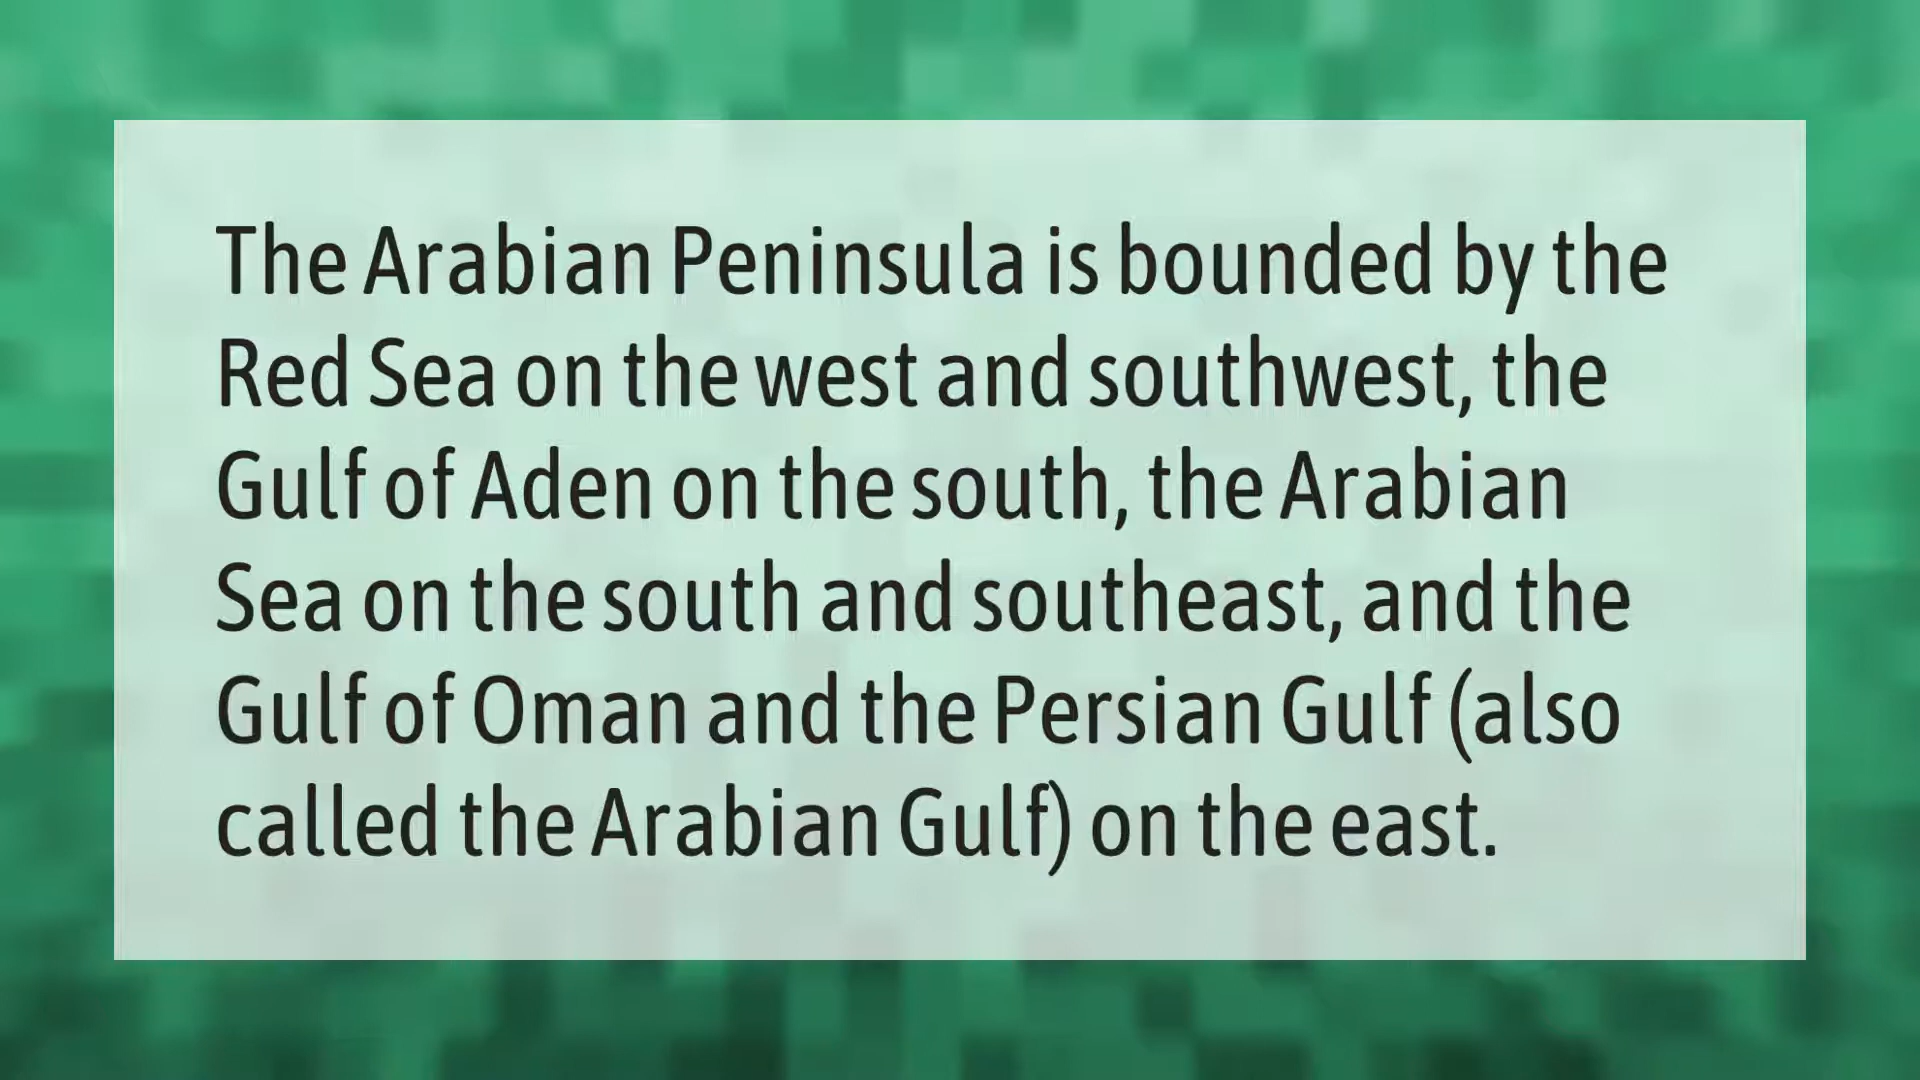 The Arabian Peninsula is bounded by the
Red Sea on the west and southwest, the
Gulf of Aden on the south, the Arabian
Sea on the south and southeast, and the
Gulf of Oman and the Persian Gulf (also
called the Arabian Gulf) on the east.